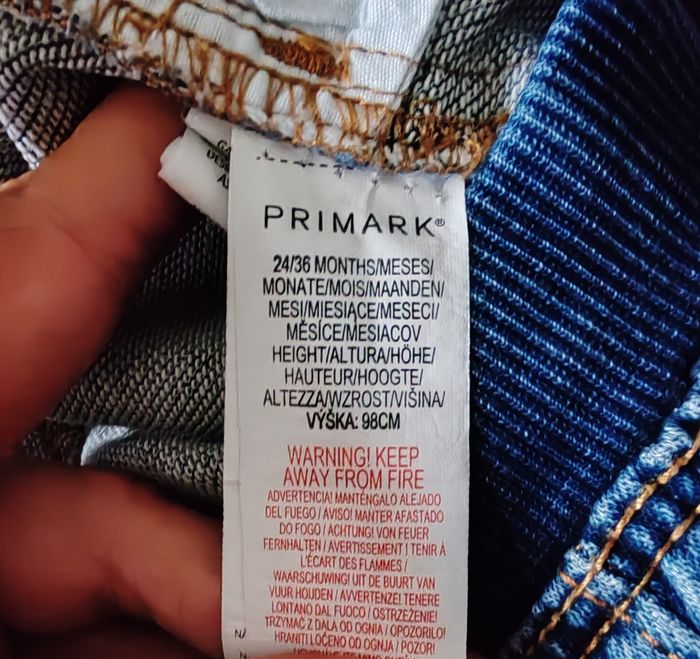 PRIMARK®
24/36 MONTHS/MESES/
MONATE/MOIS/MAANDEN/
MESI/MIESIĄCE/MESECI/
MĚSÍCE/MESIACOV
HEIGHT/ALTURA/HÖHE/
HAUTEUR/HOOGTE/
ALTEZZA/WZROST/VIŠINA/
VÝŠKA: 98CM
WARNING! KEEP
AWAY FROM FIRE
ADVERTENCIA! MANTÉNGALO ALEJADO
DEL FUEGO / AVISO! MANTER AFASTADO
DO FOGO / ACHTUNG! VON FEUER
FERNHALTEN / AVERTISSEMENT ! TENIR À
L'ÉCART DES FLAMMES /
WAARSCHUWING! UIT DE BUURT VAN
VUUR HOUDEN / AVVERTENZE! TENERE
LONTANO DAL FUOCO / OSTRZEŻENIE!
TRZYMAĆ Z DALA OD OGNIA / OPOZORILO!
HRANITI LOČENO OD OGNJA / POZOR!